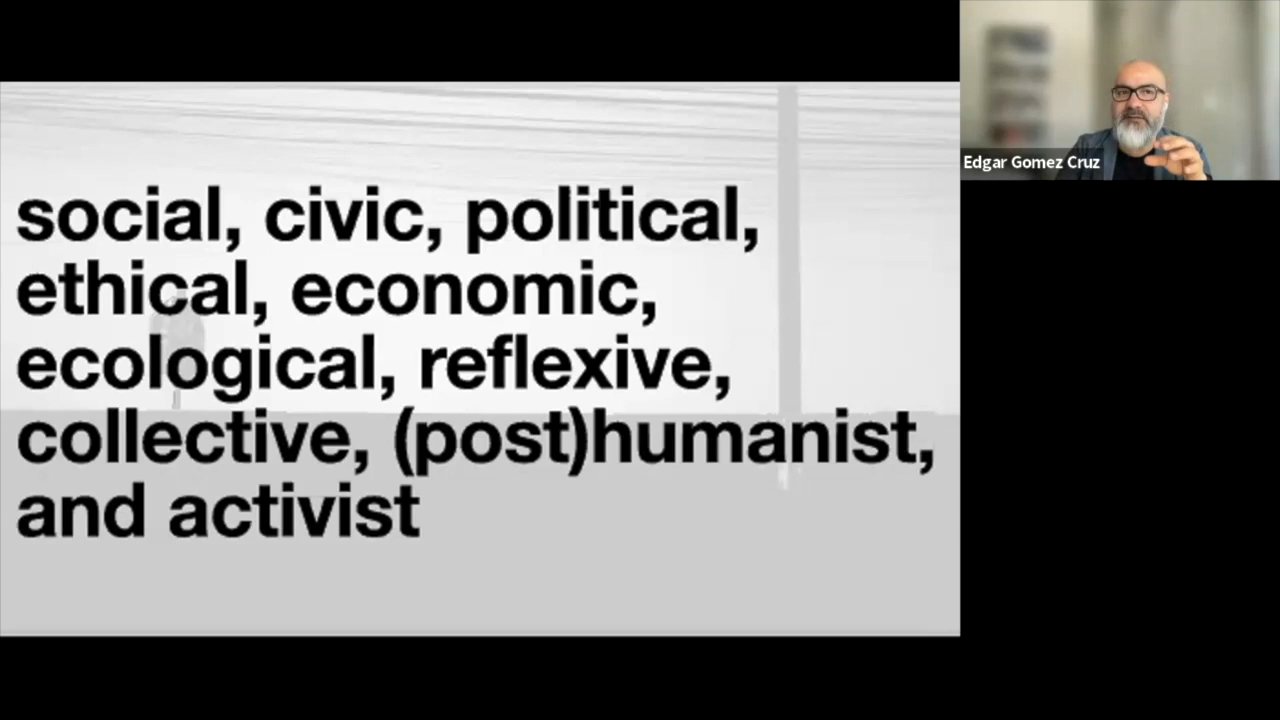 social, civic, political,
ethical, economic,
ecological, reflexive,
collective, (post)humanist,
and activist
Edgar Gomez Cruz